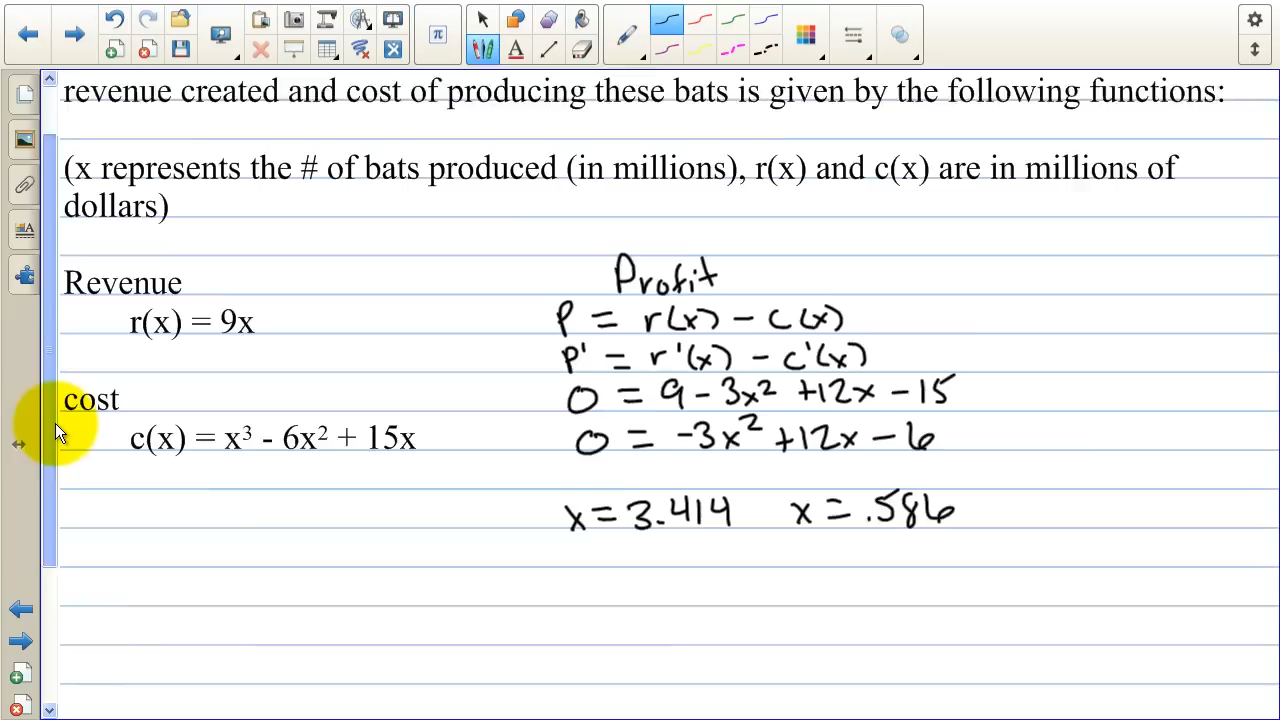 revenue created and cost of producing these bats is given by the following functions:
(x represents the # of bats produced (in millions), r(x) and c(x) are in millions of
dollars)
Revenue
r(x) = 9x
cost
c(x) = x³ - 6x² + 15x
Profit
P = r(x) - c(x)
P' = r'(x) - c'(x)
0 = 9 - 3x² +12x - 15
0 = -3x² +12x - 6
x = 3.414 x = .586